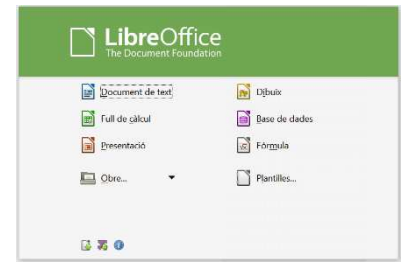 LibreOffice
The Document Foundation
Document de text
Dibuix
Full de càlcul
Base de dades
Presentació
Fórmula
Obre...
Plantilles...